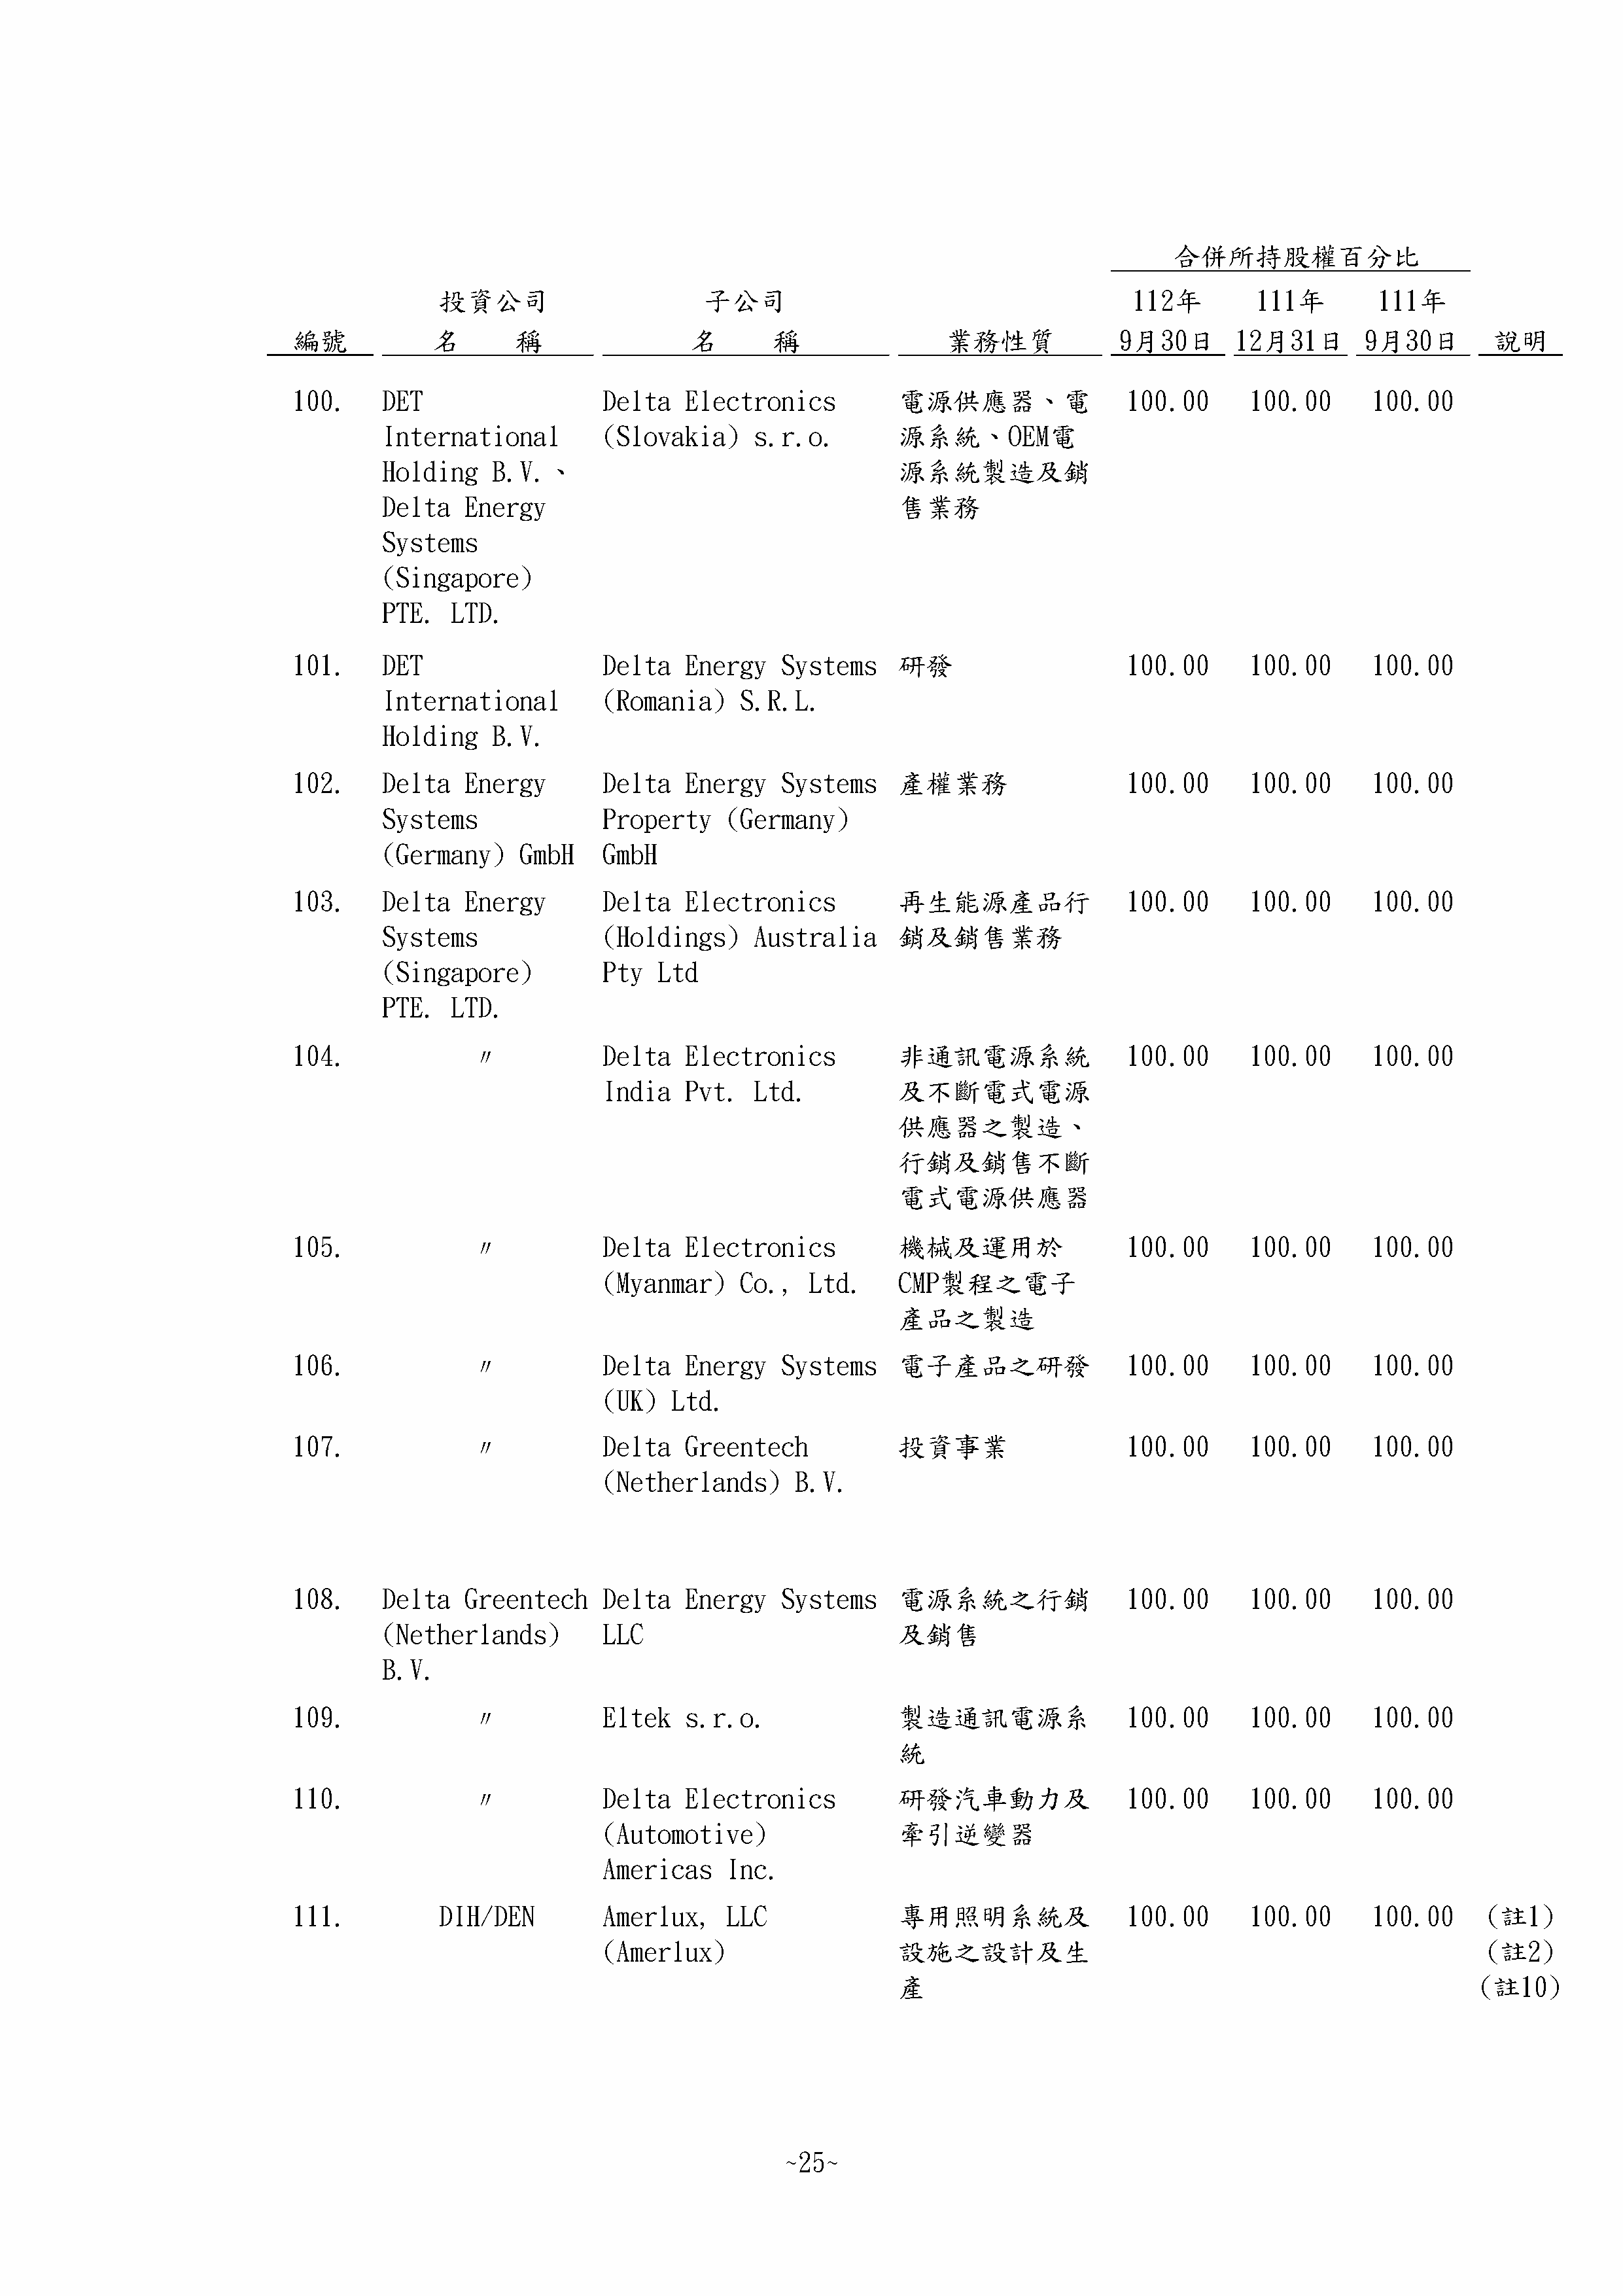 合併所持股權百分比
投資公司 子公司 112年 111年 111年
編號 名 稱 名 稱 業務性質 9月30日 12月31日 9月30日 說明
100. DET Delta Electronics 電源供應器、電 100.00 100.00 100.00
International (Slovakia) s.r.o. 源系統、OEM電
Holding B.V.、 源系統製造及銷
Delta Energy 售業務
Systems
(Singapore)
PTE. LTD.
101. DET Delta Energy Systems 研發 100.00 100.00 100.00
International (Romania) S.R.L.
Holding B.V.
102. Delta Energy Delta Energy Systems 產權業務 100.00 100.00 100.00
Systems Property (Germany)
(Germany) GmbH GmbH
103. Delta Energy Delta Electronics 再生能源產品行 100.00 100.00 100.00
Systems (Holdings) Australia 銷及銷售業務
(Singapore) Pty Ltd
PTE. LTD.
104. 〃 Delta Electronics 非通訊電源系統 100.00 100.00 100.00
India Pvt. Ltd. 及不斷電式電源
供應器之製造、
行銷及銷售不斷
電式電源供應器
105. 〃 Delta Electronics 機械及運用於 100.00 100.00 100.00
(Myanmar) Co., Ltd. CMP製程之電子
產品之製造
106. 〃 Delta Energy Systems 電子產品之研發 100.00 100.00 100.00
(UK) Ltd.
107. 〃 Delta Greentech 投資事業 100.00 100.00 100.00
(Netherlands) B.V.
108. Delta Greentech Delta Energy Systems 電源系統之行銷 100.00 100.00 100.00
(Netherlands) LLC 及銷售
B.V.
109. 〃 Eltek s.r.o. 製造通訊電源系 100.00 100.00 100.00
統
110. 〃 Delta Electronics 研發汽車動力及 100.00 100.00 100.00
(Automotive) 牽引逆變器
Americas Inc.
111. DIH/DEN Amerlux, LLC 專用照明系統及 100.00 100.00 100.00 (註1)
(Amerlux) 設施之設計及生 (註2)
產 (註10)
~25~